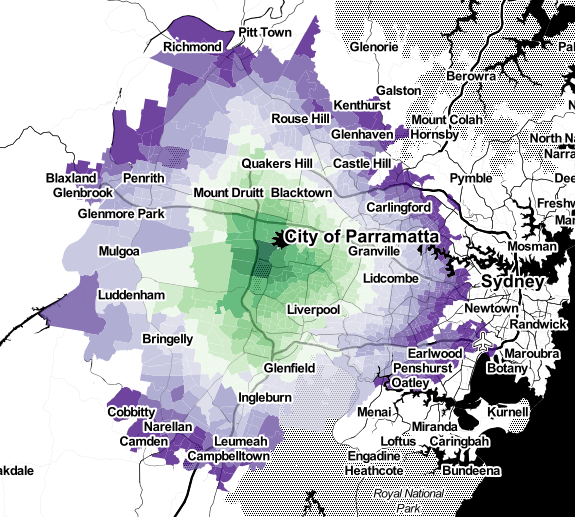 Pitt Town
Richmond
Glenorie
Pa
Berowra
Galston
Kenthurst
Rouse Hill
Mount Colah
Glenhaven
Hornsby
North Na
Narra
Quakers Hill
Castle Hill
Blaxland
Penrith
Pymble
Dee
Glenbrook
Mount Druitt
Blacktown
Glenmore Park
Carlingford
Freshw
Mar
City of Parramatta
Mosman
Mulgoa
Granville
Lidcombe
Sydney
Luddenham
Liverpool
Newtown
Randwick
Bringelly
Earlwood
Maroubra
Glenfield
Penshurst
Botany
Oatley
Ingleburn
Cobbitty
Menai
Kurnell
Narellan
Miranda
Camden
Leumeah
Loftus
Caringbah
Campbelltown
Engadine
akdale
Heathcote
Bundeena
Royal National
Park